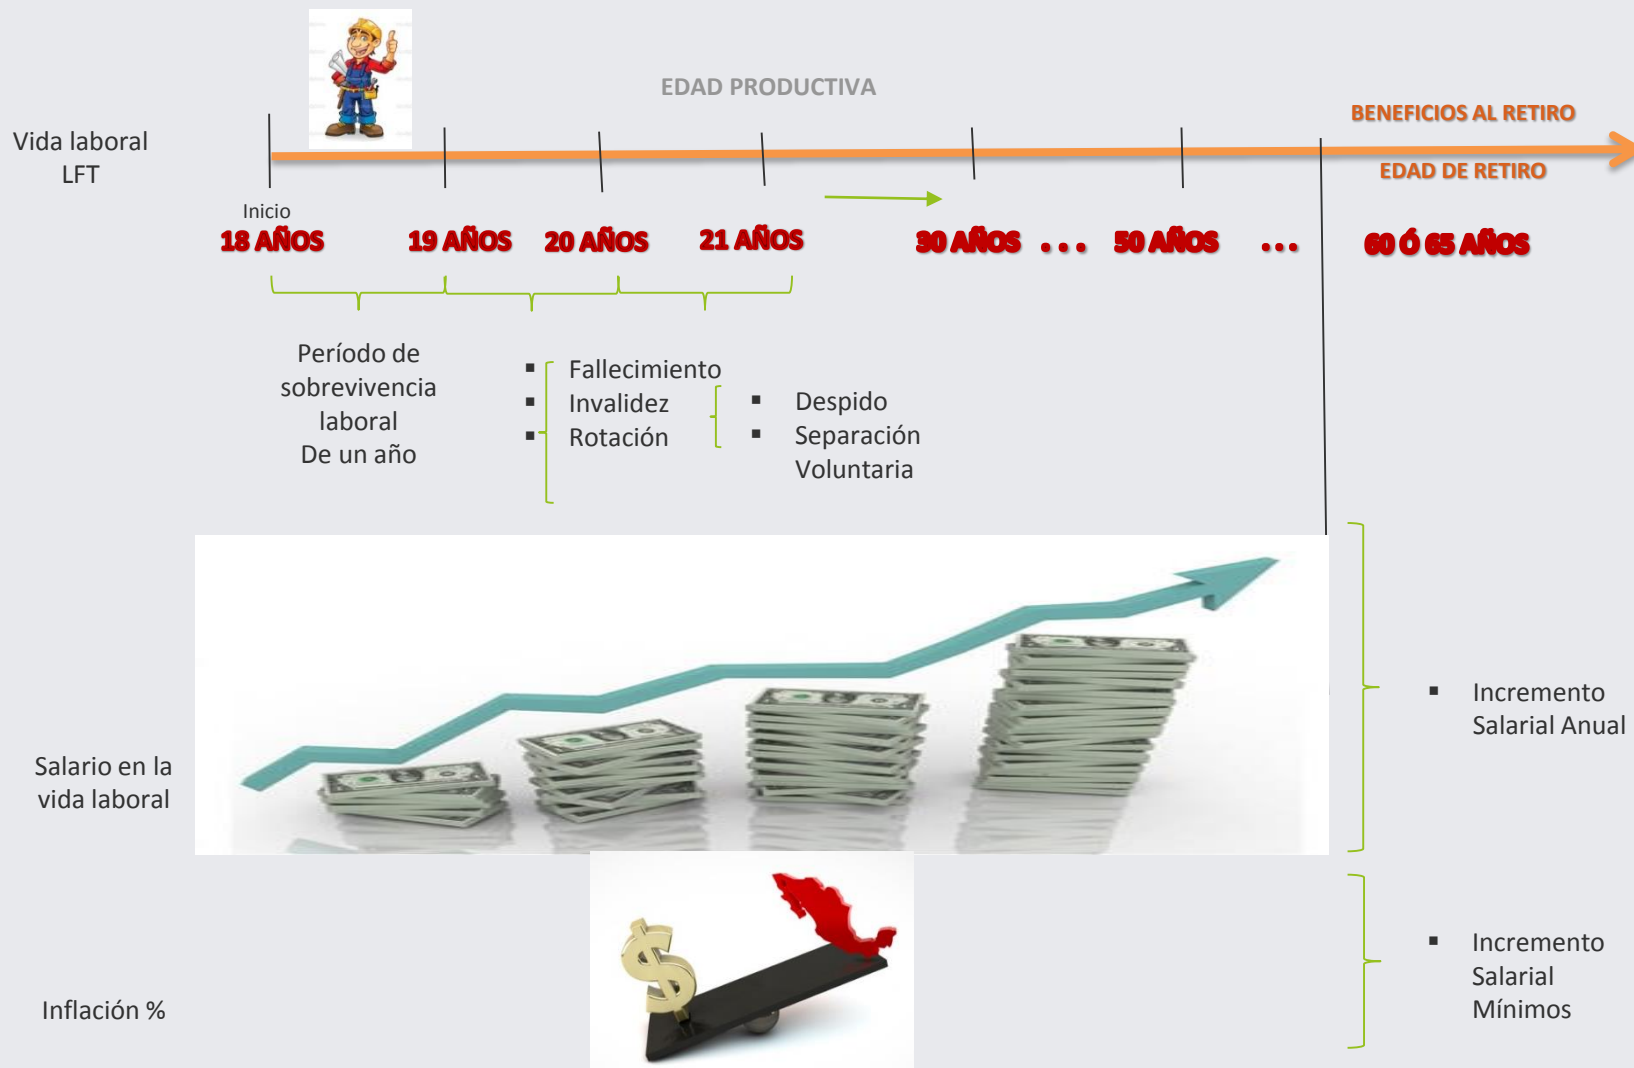 EDAD PRODUCTIVA
BENEFICIOS AL RETIRO
Vida laboral
LFT
EDAD DE RETIRO
Inicio
18 AÑOS
19 AÑOS
20 AÑOS
21 AÑOS
30 AÑOS ...
50 AÑOS
...
60 Ó 65 AÑOS
Período de
sobrevivencia
laboral
De un año
▪ Fallecimiento
▪ Invalidez
▪ Rotación
▪ Despido
▪ Separación
Voluntaria
Salario en la
vida laboral
▪ Incremento
Salarial Anual
Inflación %
$
▪ Incremento
Salarial
Mínimos